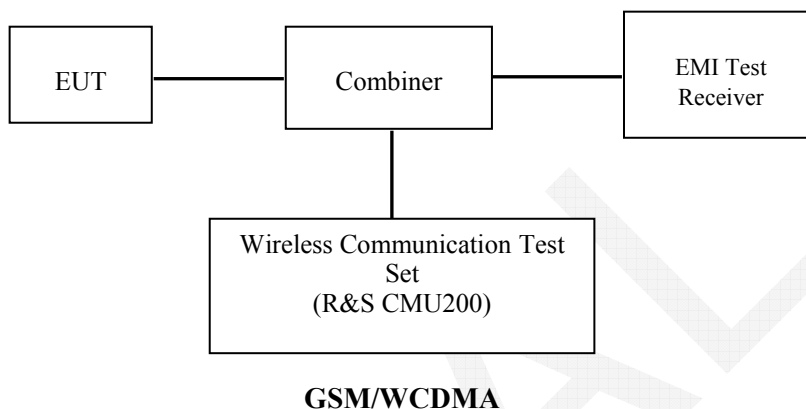 EUT
Combiner
EMI Test
Receiver
Wireless Communication Test
Set
(R&S CMU200)
GSM/WCDMA